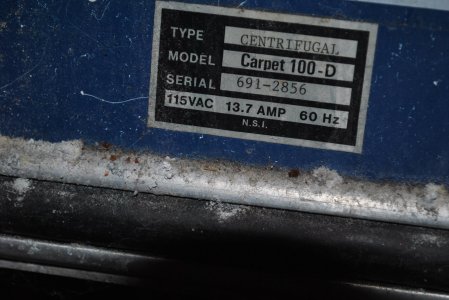 TYPE CENTRIFUGAL
MODEL Carpet 100-D
SERIAL 691-2856
115VAC 13.7 AMP 60 Hz
N.S.I.